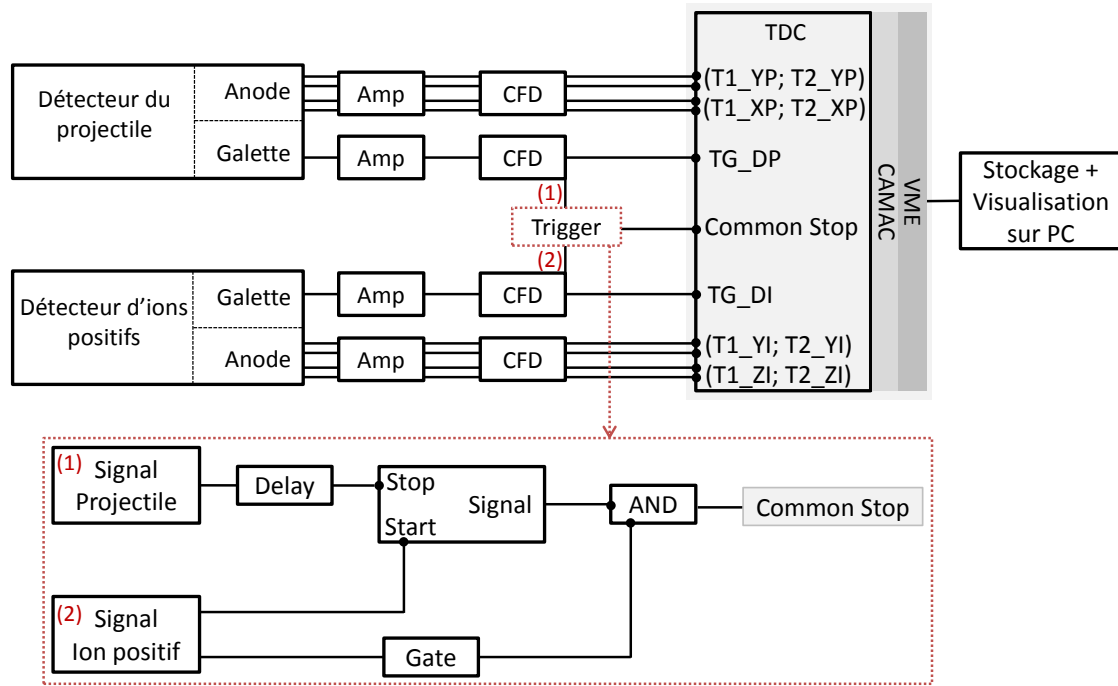 TDC
Détecteur du
projectile
Anode
Amp
CFD
(T1_YP; T2_YP)
(T1_XP; T2_XP)
Galette
Amp
CFD
TG_DP
(1)
Trigger
Common Stop
(2)
CAMAC
VME
Stockage +
Visualisation
sur PC
Détecteur d'ions
positifs
Galette
Amp
CFD
TG_DI
Anode
Amp
CFD
(T1_YI; T2_YI)
(T1_ZI; T2_ZI)
(1) Signal
Projectile
Delay
Stop
Start
Signal
AND
Common Stop
(2) Signal
Ion positif
Gate